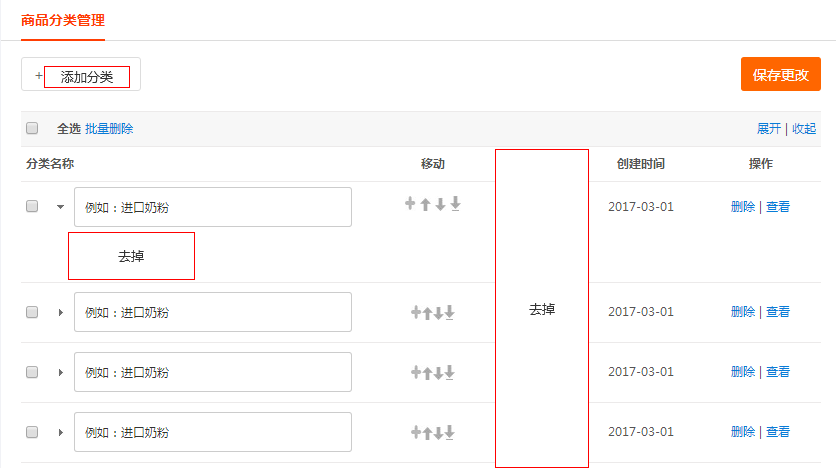 商品分类管理
+ 添加分类
保存更改
全选 批量删除 展开 | 收起
分类名称 移动 创建时间 操作
例如：进口奶粉 2017-03-01 删除 | 查看
去掉
去掉
例如：进口奶粉 2017-03-01 删除 | 查看
例如：进口奶粉 2017-03-01 删除 | 查看
例如：进口奶粉 2017-03-01 删除 | 查看